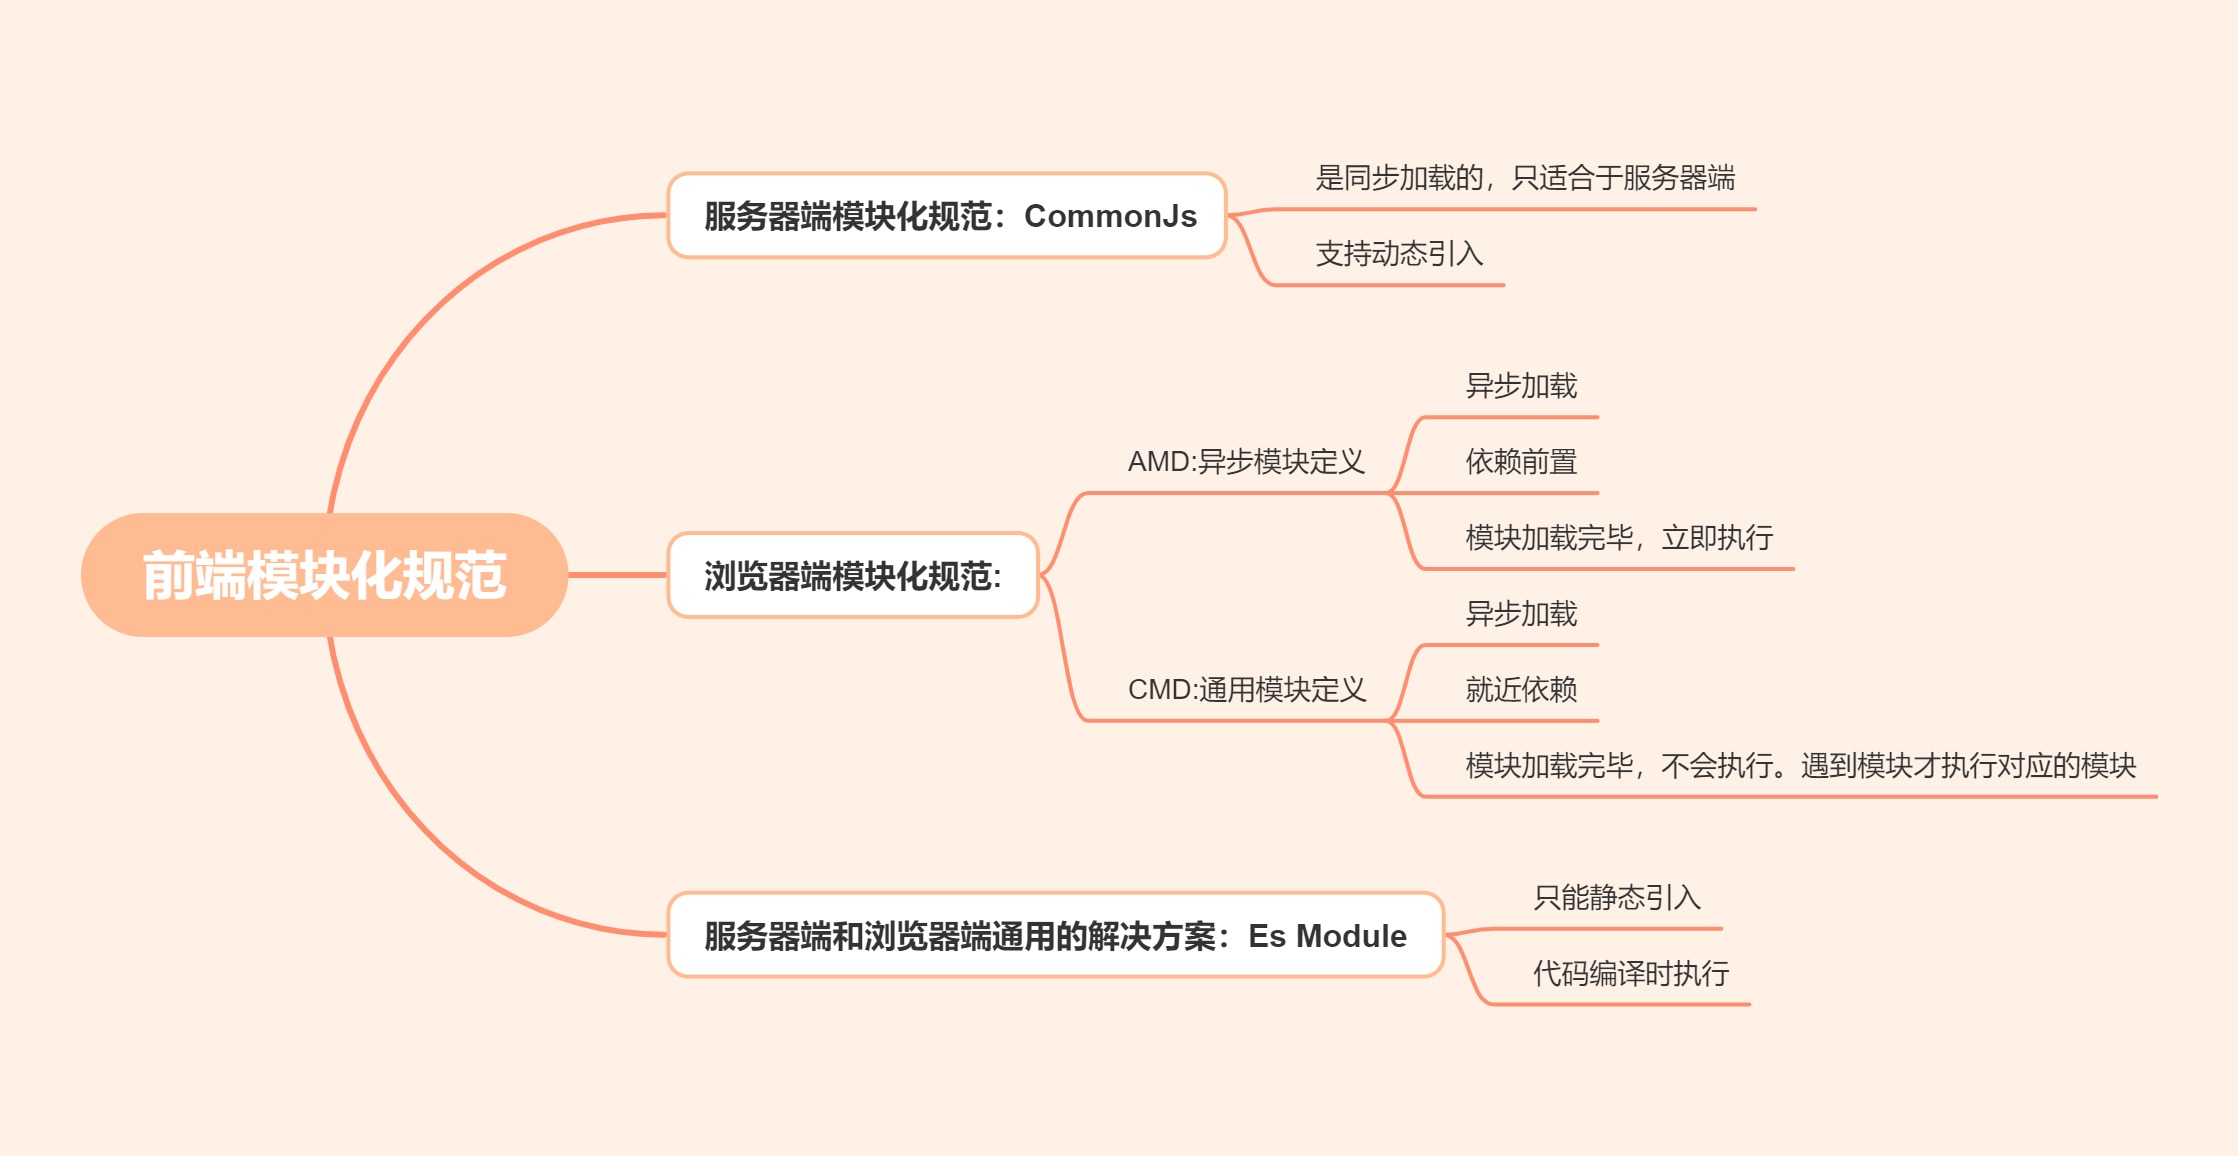 前端模块化规范
服务器端模块化规范：CommonJs
是同步加载的，只适合于服务器端
支持动态引入
浏览器端模块化规范:
AMD:异步模块定义
异步加载
依赖前置
模块加载完毕，立即执行
CMD:通用模块定义
异步加载
就近依赖
模块加载完毕，不会执行。遇到模块才执行对应的模块
服务器端和浏览器端通用的解决方案：Es Module
只能静态引入
代码编译时执行